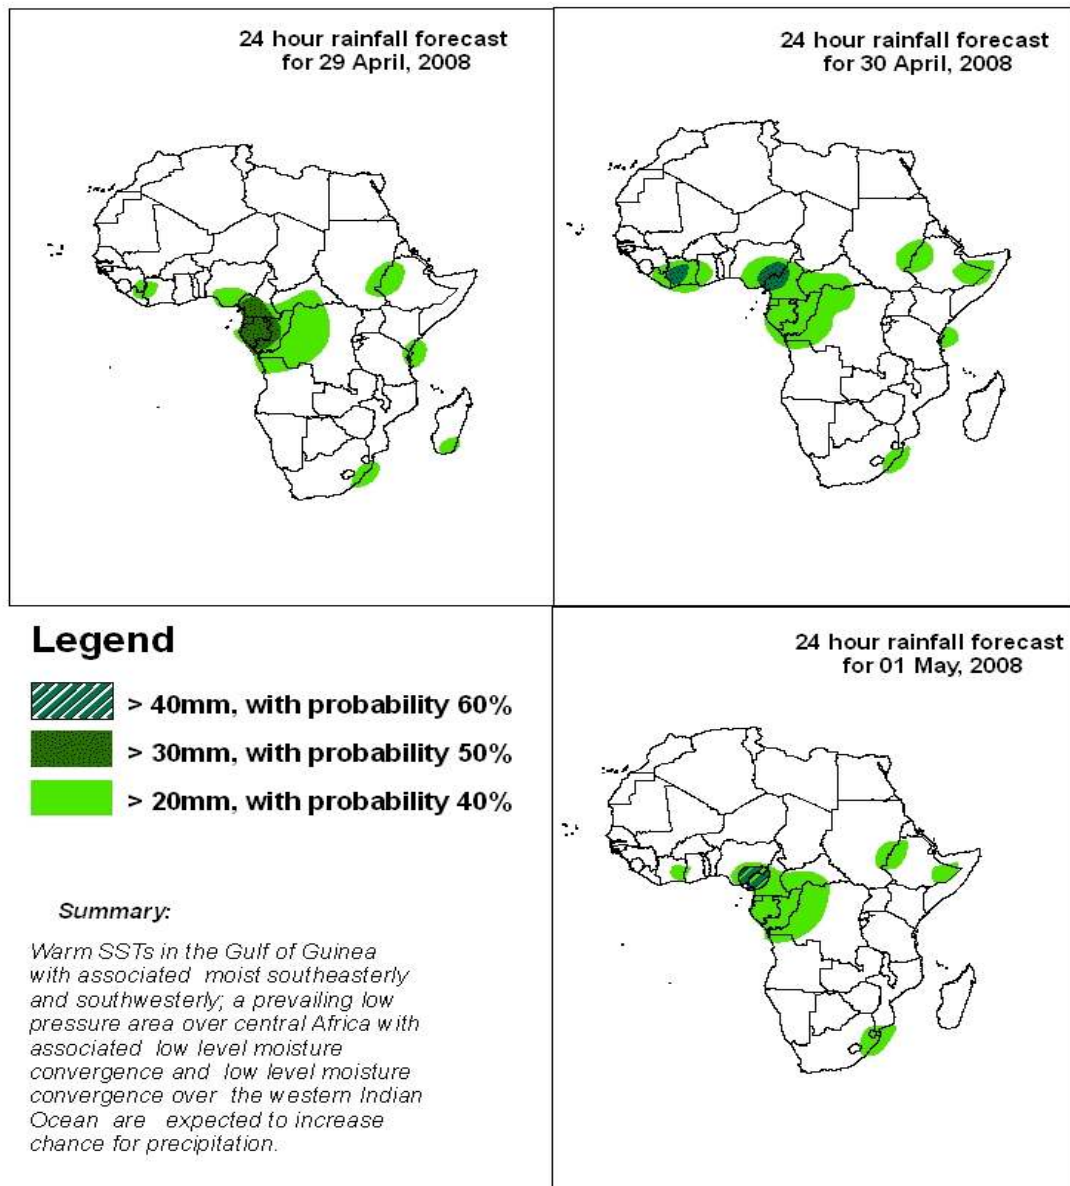 24 hour rainfall forecast
for 29 April, 2008
24 hour rainfall forecast
for 30 April, 2008
Legend
> 40mm, with probability 60%
> 30mm, with probability 50%
> 20mm, with probability 40%
Summary:
Warm SSTs in the Gulf of Guinea
with associated moist southeasterly
and southwesterly; a prevailing low
pressure area over central Africa with
associated low level moisture
convergence and low level moisture
convergence over the western Indian
Ocean are expected to increase
chance for precipitation.
24 hour rainfall forecast
for 01 May, 2008